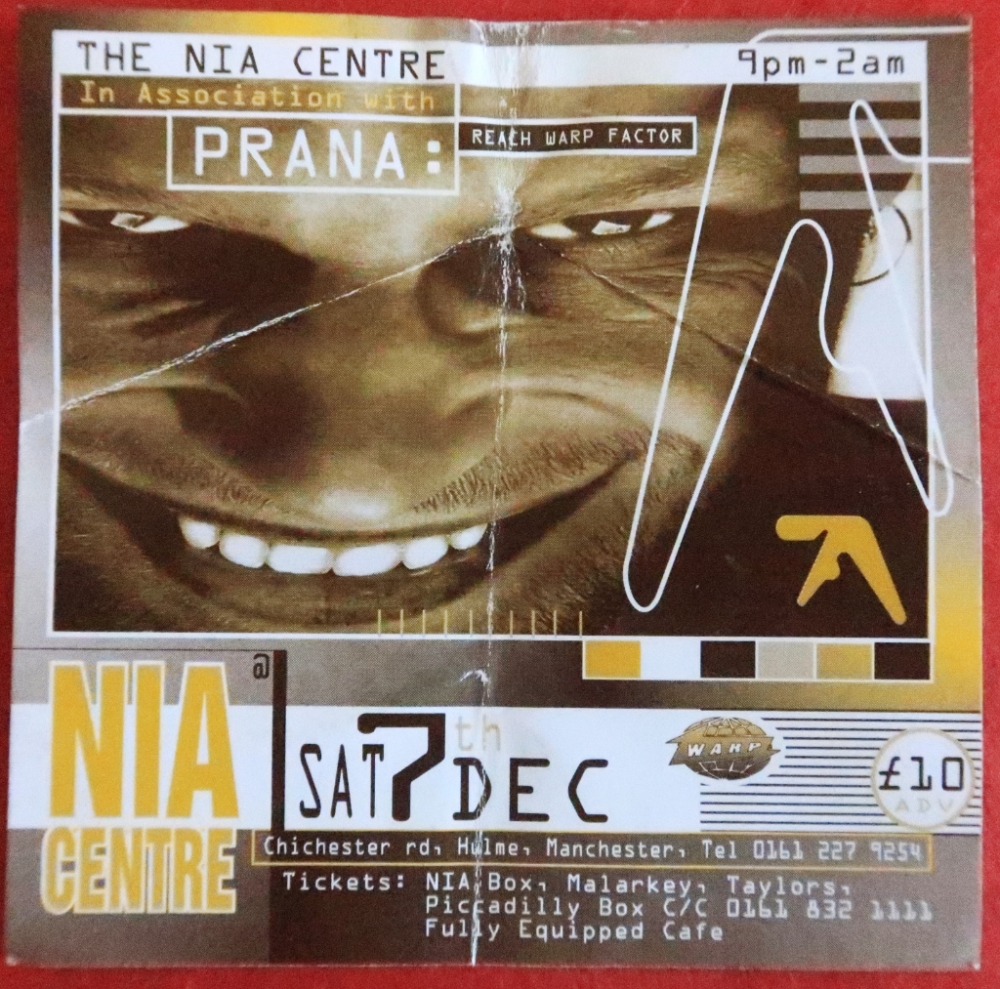 THE NIA CENTRE
9pm-2am
In Association with
PRANA:
REACH WARP FACTOR
@
NIA
CENTRE
SAT 7th DEC
WARP
£10
ADV
Chichester rd, Hulme, Manchester, Tel 0161 227 9254
Tickets: NIA Box, Malarkey, Taylors,
Piccadilly Box C/C 0161 832 1111
Fully Equipped Cafe